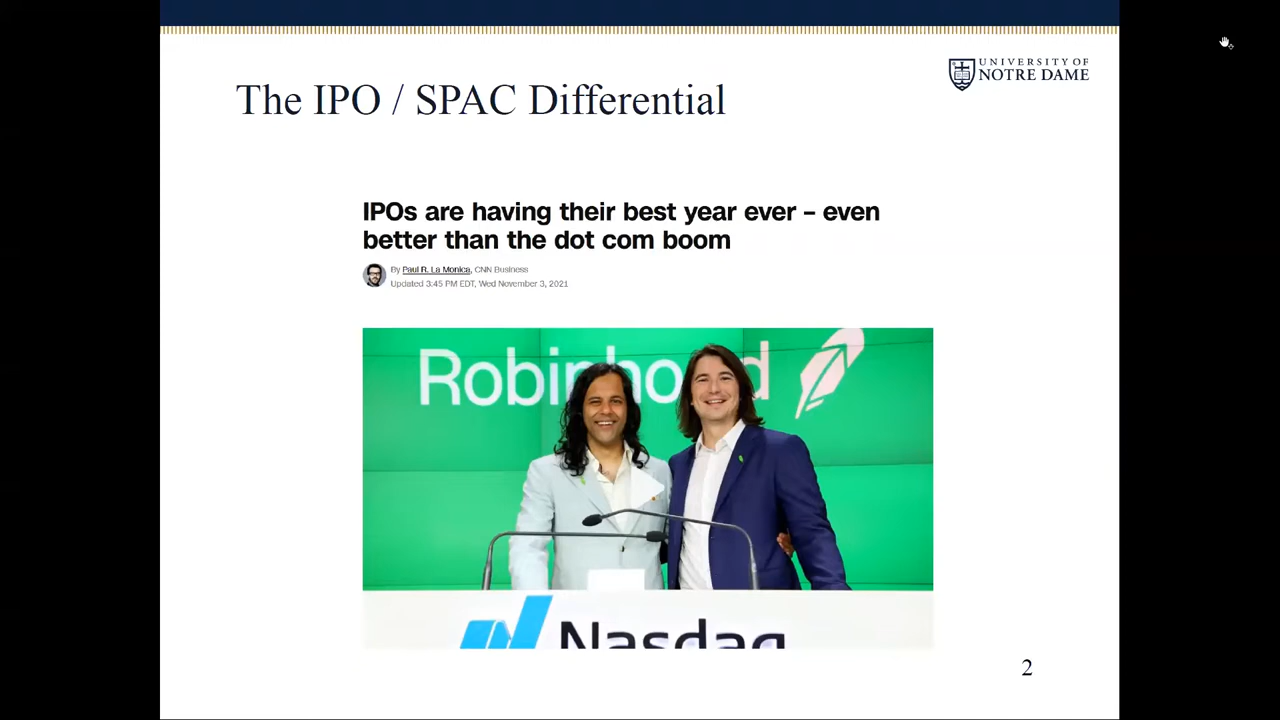 UNIVERSITY OF
NOTRE DAME
The IPO / SPAC Differential
IPOs are having their best year ever – even
better than the dot com boom
By Paul R. La Monica, CNN Business
Updated 3:45 PM EDT, Wed November 3, 2021
Robinhood
Nasdaq
2